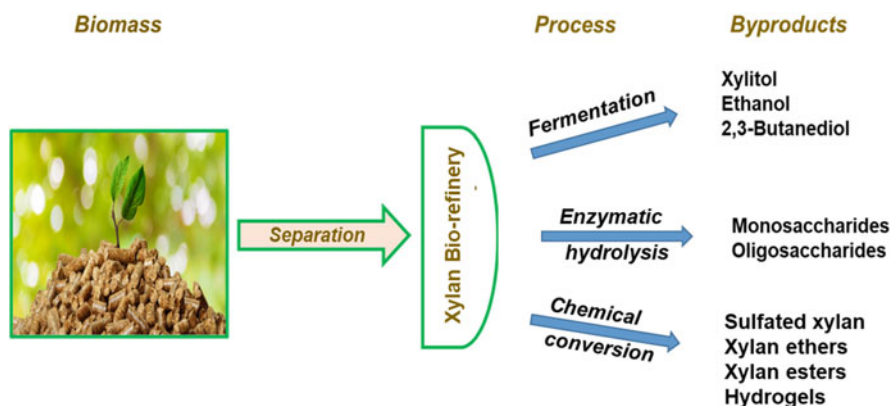 Biomass
Process
Byproducts
Separation
Xylan Bio-refinery
Fermentation
Xylitol
Ethanol
2,3-Butanediol
Enzymatic
hydrolysis
Monosaccharides
Oligosaccharides
Chemical
conversion
Sulfated xylan
Xylan ethers
Xylan esters
Hydrogels